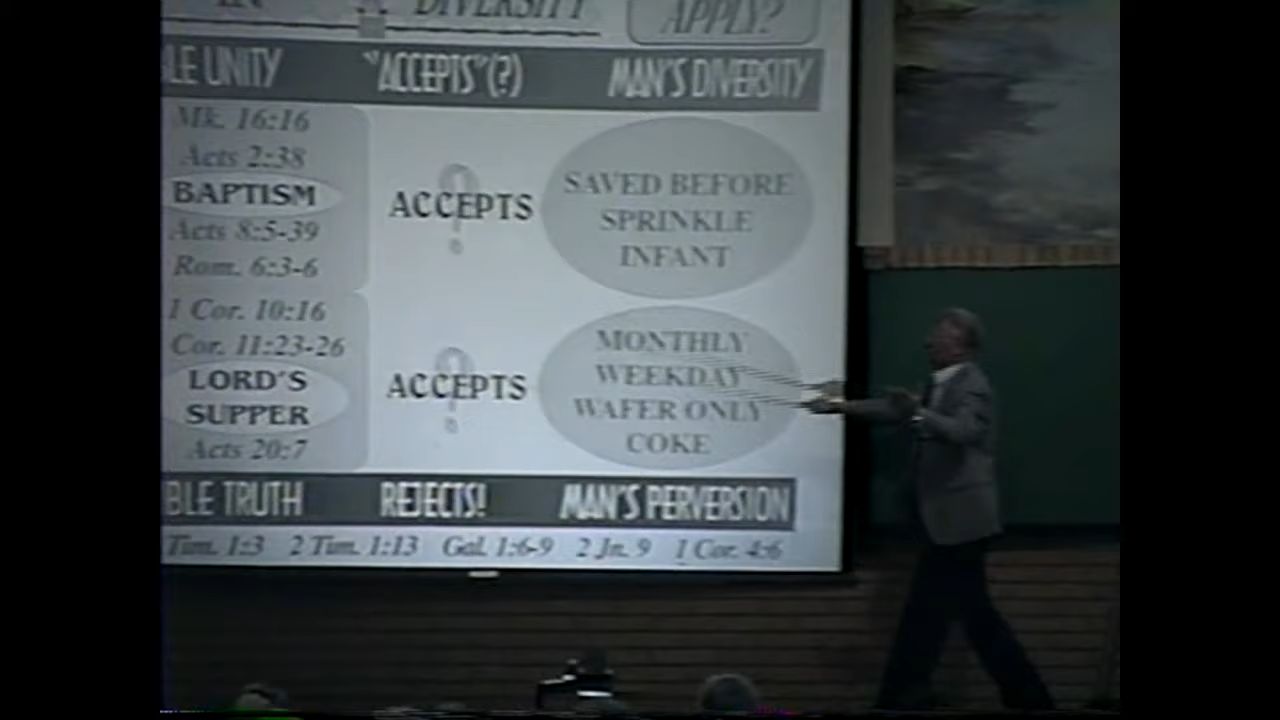 IN A DIVERSITY APPLY?
LE UNITY "ACCEPTS"(?) MAN'S DIVERSITY
Mk. 16:16
Acts 2:38
BAPTISM
Acts 8:5-39
Rom. 6:3-6
? ACCEPTS
SAVED BEFORE
SPRINKLE
INFANT
1 Cor. 10:16
Cor. 11:23-26
LORD'S
SUPPER
Acts 20:7
? ACCEPTS
MONTHLY
WEEKDAY
WAFER ONLY
COKE
BLE TRUTH REJECTS! MAN'S PERVERSION
Tim. 1:3 2 Tim. 1:13 Gal. 1:6-9 2 Jn. 9 1 Cor. 4:6